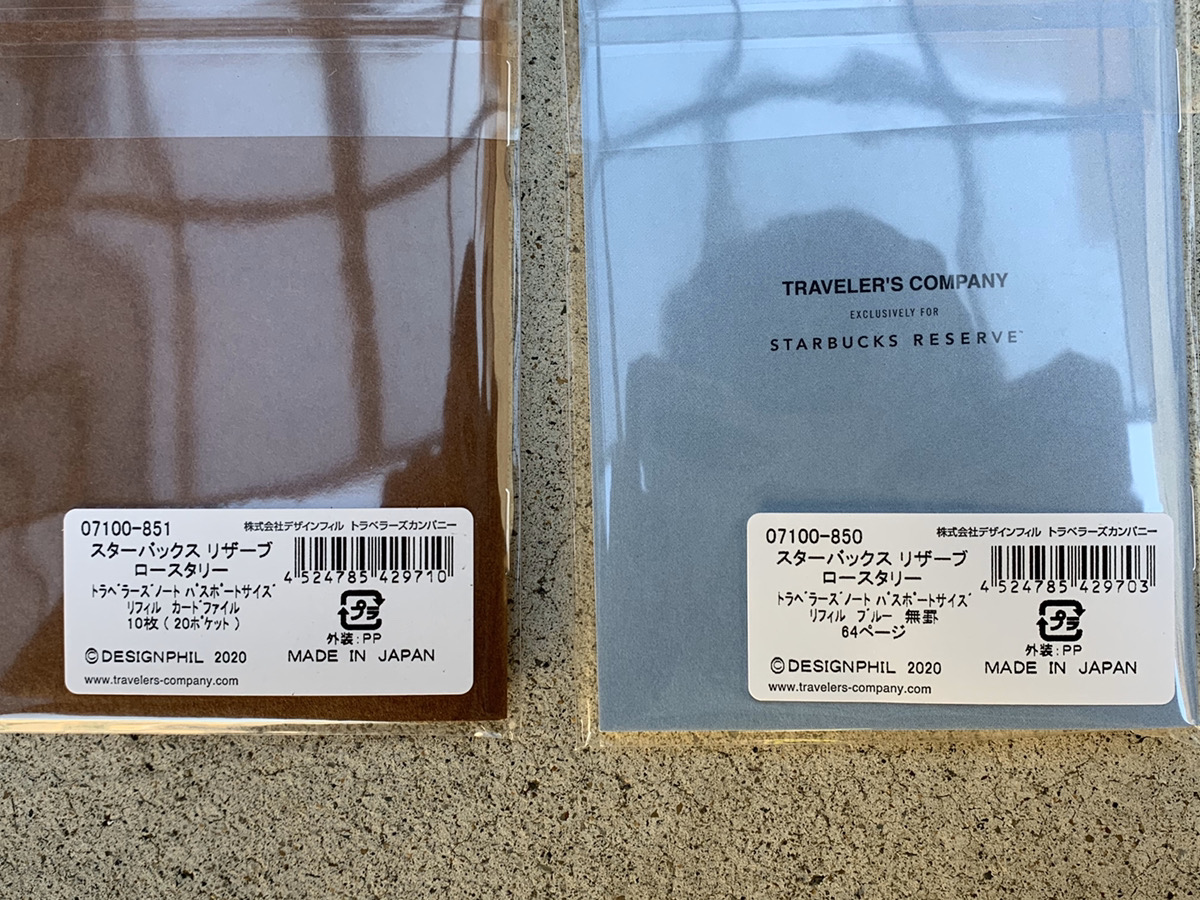 07100-851
株式会社デザインフィル トラベラーズカンパニー
スターバックス リザーブ
ロースタリー
4 524785 429710
トラベラーズノート パスポートサイズ
リフィル カードファイル
10枚 ( 20ポケット )
プラ
外装:PP
©DESIGNPHIL 2020
MADE IN JAPAN
www.travelers-company.com
TRAVELER'S COMPANY
EXCLUSIVELY FOR
STARBUCKS RESERVE™
07100-850
株式会社デザインフィル トラベラーズカンパニー
スターバックス リザーブ
ロースタリー
4 524785 429703
トラベラーズノート パスポートサイズ
リフィル ブルー 無罫
64ページ
プラ
外装:PP
©DESIGNPHIL 2020
MADE IN JAPAN
www.travelers-company.com